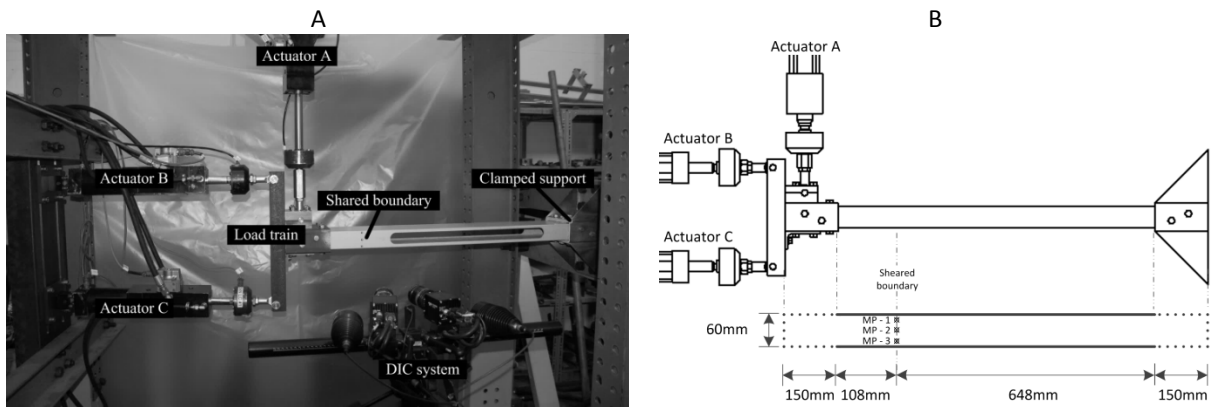 A
Actuator A
Actuator B
Clamped support
Shared boundary
Load train
Actuator C
DIC system
B
Actuator A
Actuator B
Actuator C
Sheared
boundary
60mm
MP - 1
MP - 2
MP - 3
150mm
108mm
648mm
150mm